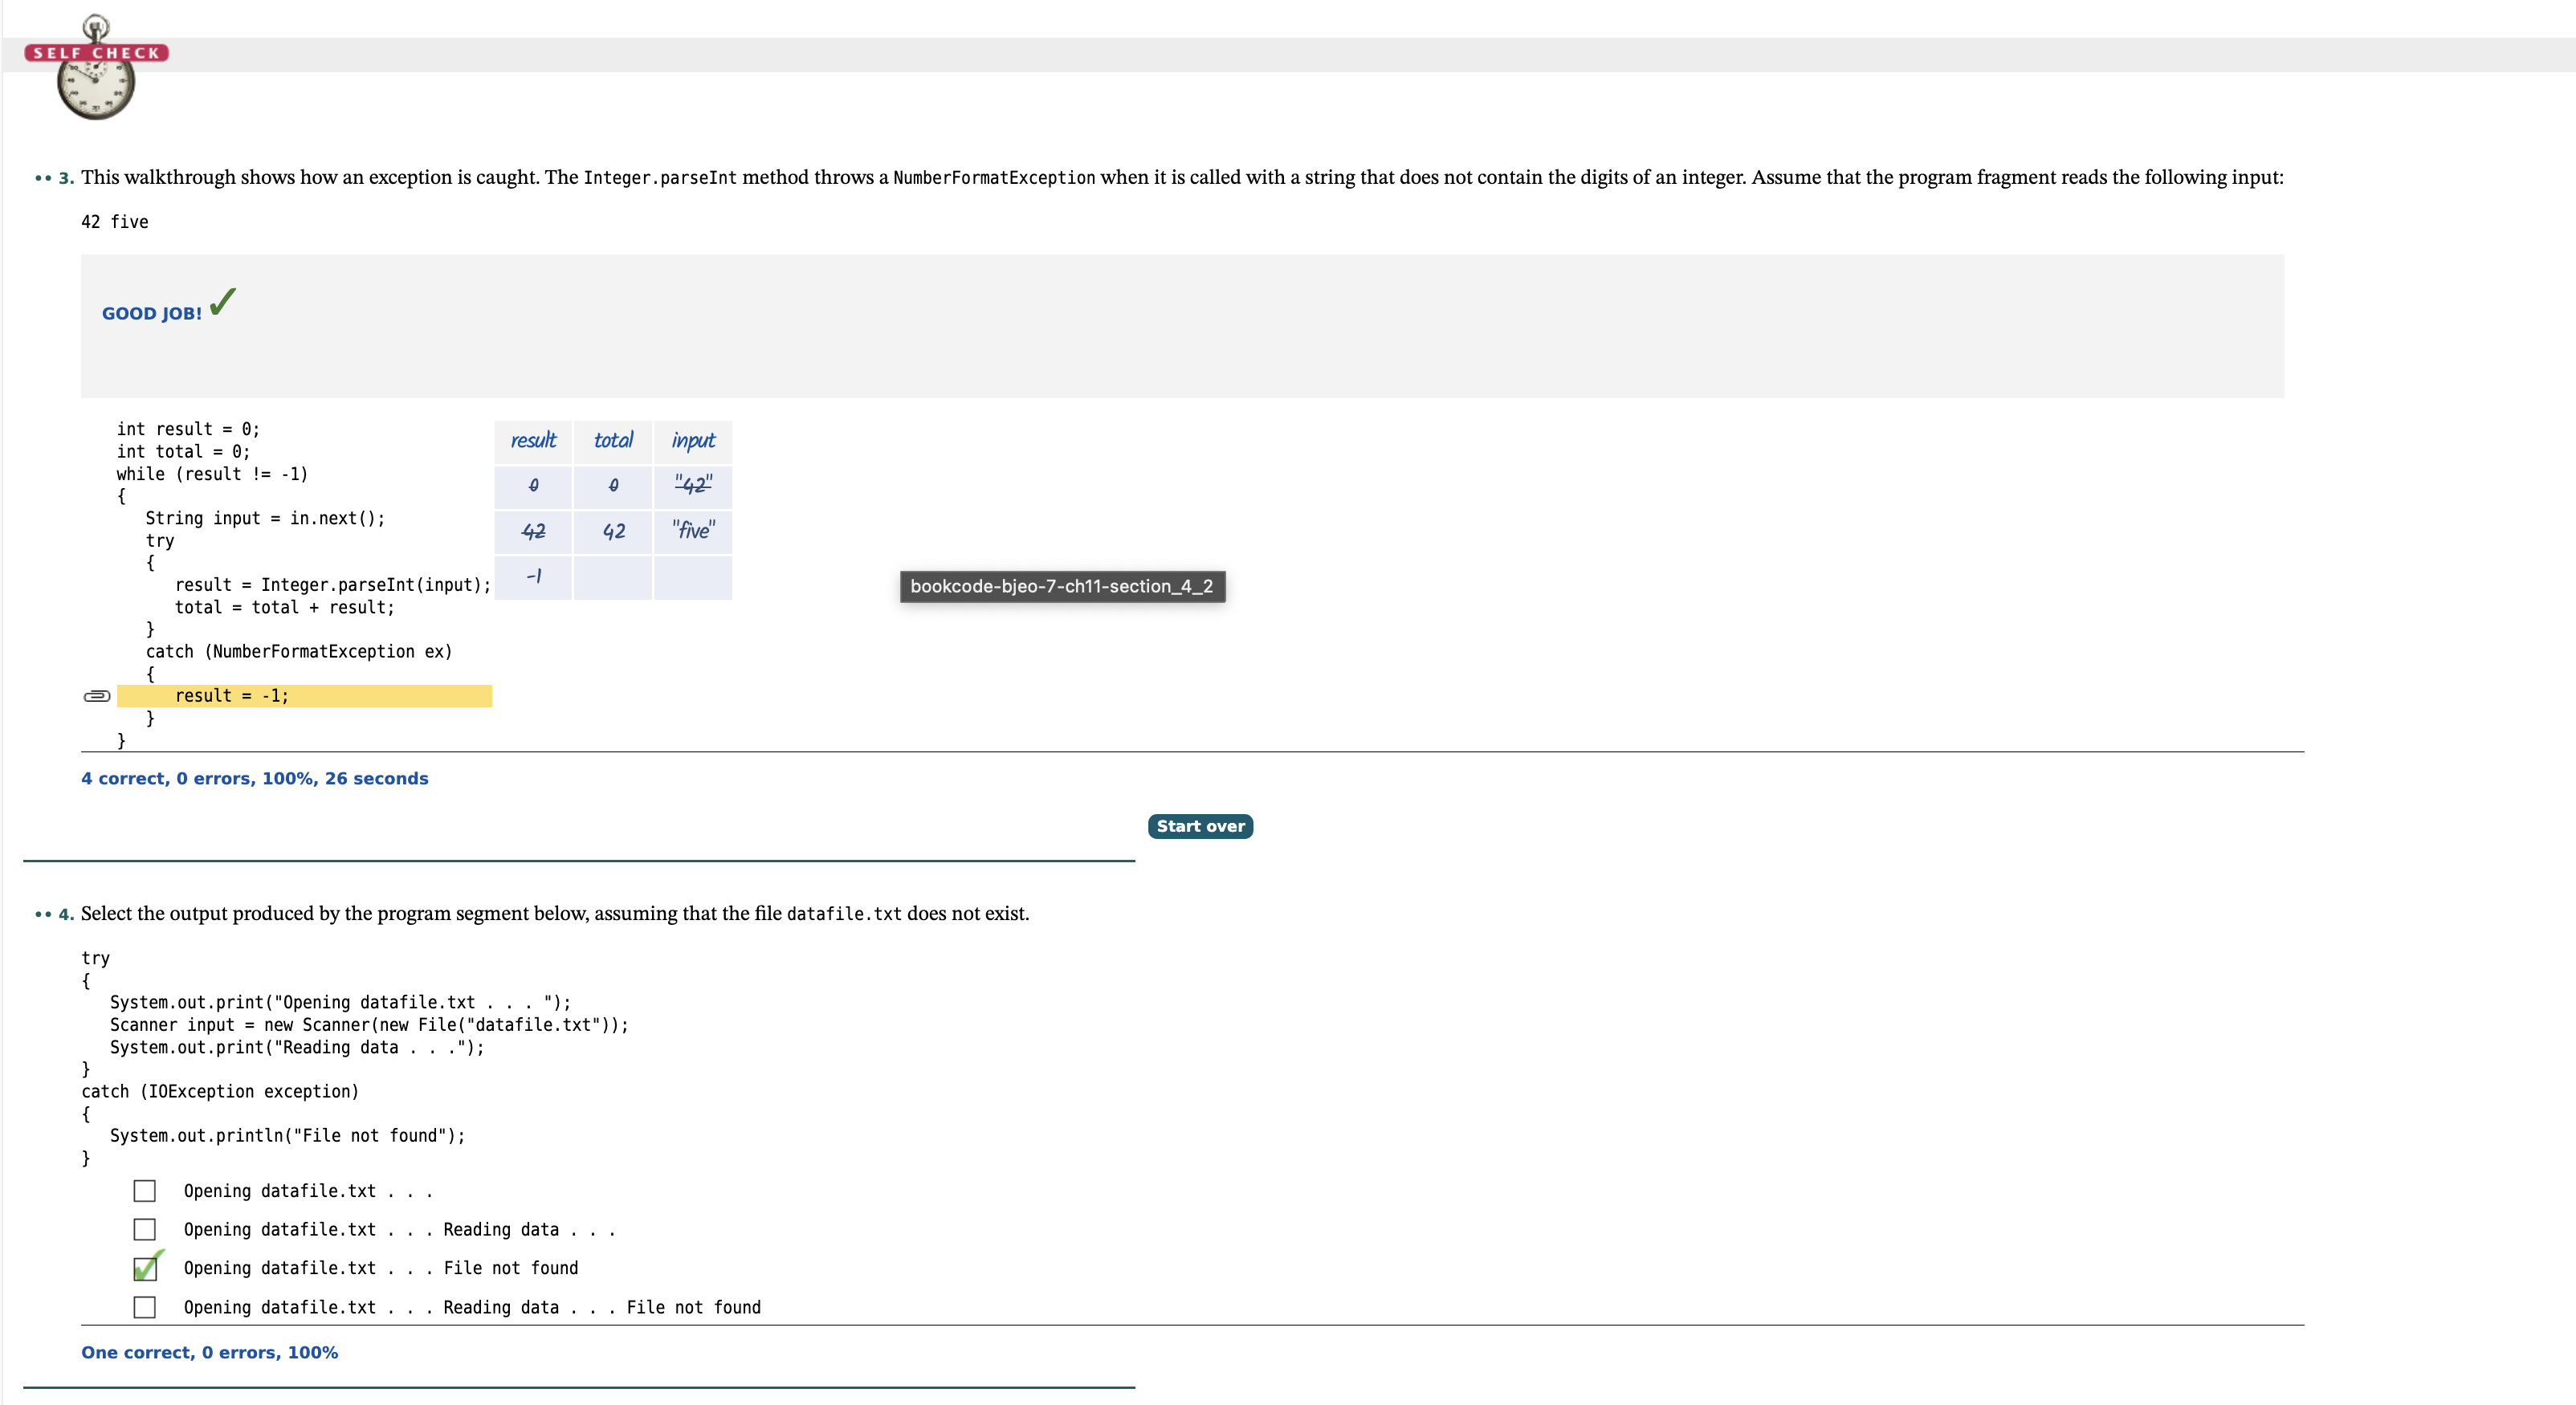 SELF CHECK
•• 3. This walkthrough shows how an exception is caught. The Integer.parseInt method throws a NumberFormatException when it is called with a string that does not contain the digits of an integer. Assume that the program fragment reads the following input:
42 five
GOOD JOB!
int result = 0;
int total = 0;
while (result != -1)
{
String input = in.next();
try
{
result = Integer.parseInt(input);
total = total + result;
}
catch (NumberFormatException ex)
{
result = -1;
}
}
result total input
0 0 "42"
42 42 "five"
-1
bookcode-bjeo-7-ch11-section_4_2
4 correct, 0 errors, 100%, 26 seconds
Start over
•• 4. Select the output produced by the program segment below, assuming that the file datafile.txt does not exist.
try
{
System.out.print("Opening datafile.txt . . . ");
Scanner input = new Scanner(new File("datafile.txt"));
System.out.print("Reading data . . .");
}
catch (IOException exception)
{
System.out.println("File not found");
}
Opening datafile.txt . . .
Opening datafile.txt . . . Reading data . . .
Opening datafile.txt . . . File not found
Opening datafile.txt . . . Reading data . . . File not found
One correct, 0 errors, 100%